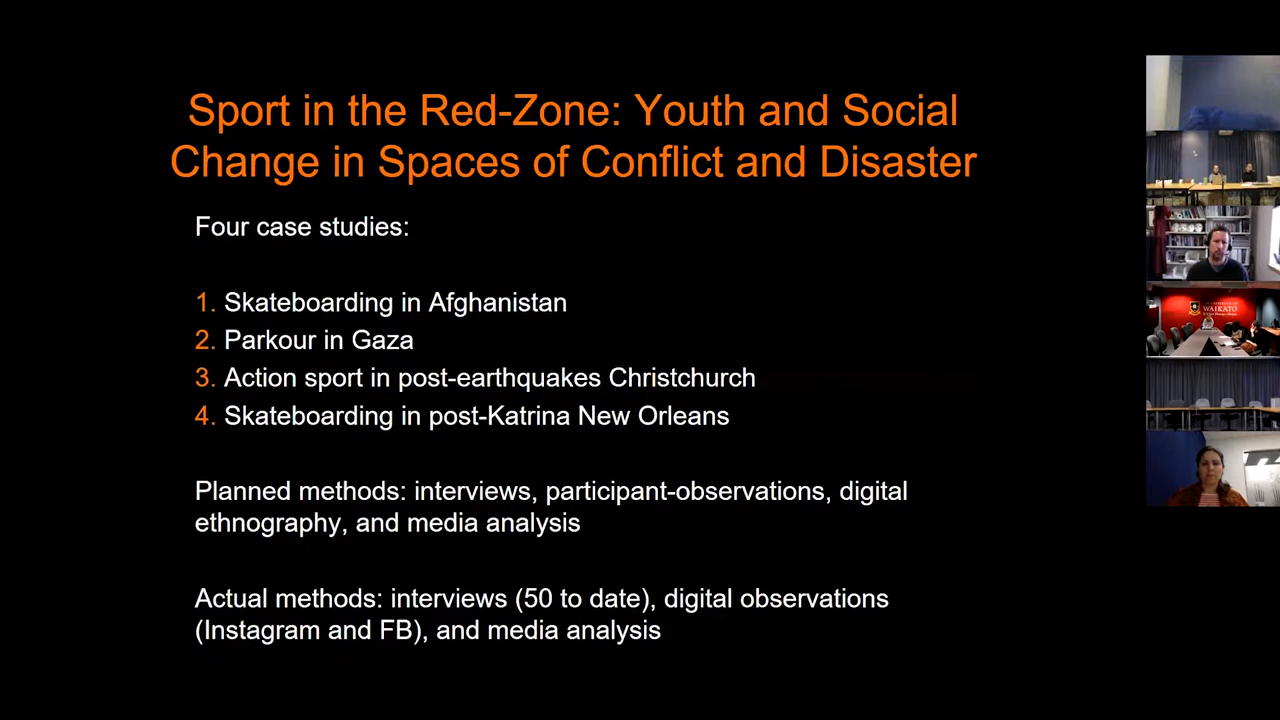 Sport in the Red-Zone: Youth and Social
Change in Spaces of Conflict and Disaster
Four case studies:
1. Skateboarding in Afghanistan
2. Parkour in Gaza
3. Action sport in post-earthquakes Christchurch
4. Skateboarding in post-Katrina New Orleans
Planned methods: interviews, participant-observations, digital
ethnography, and media analysis
Actual methods: interviews (50 to date), digital observations
(Instagram and FB), and media analysis
WAIKATO